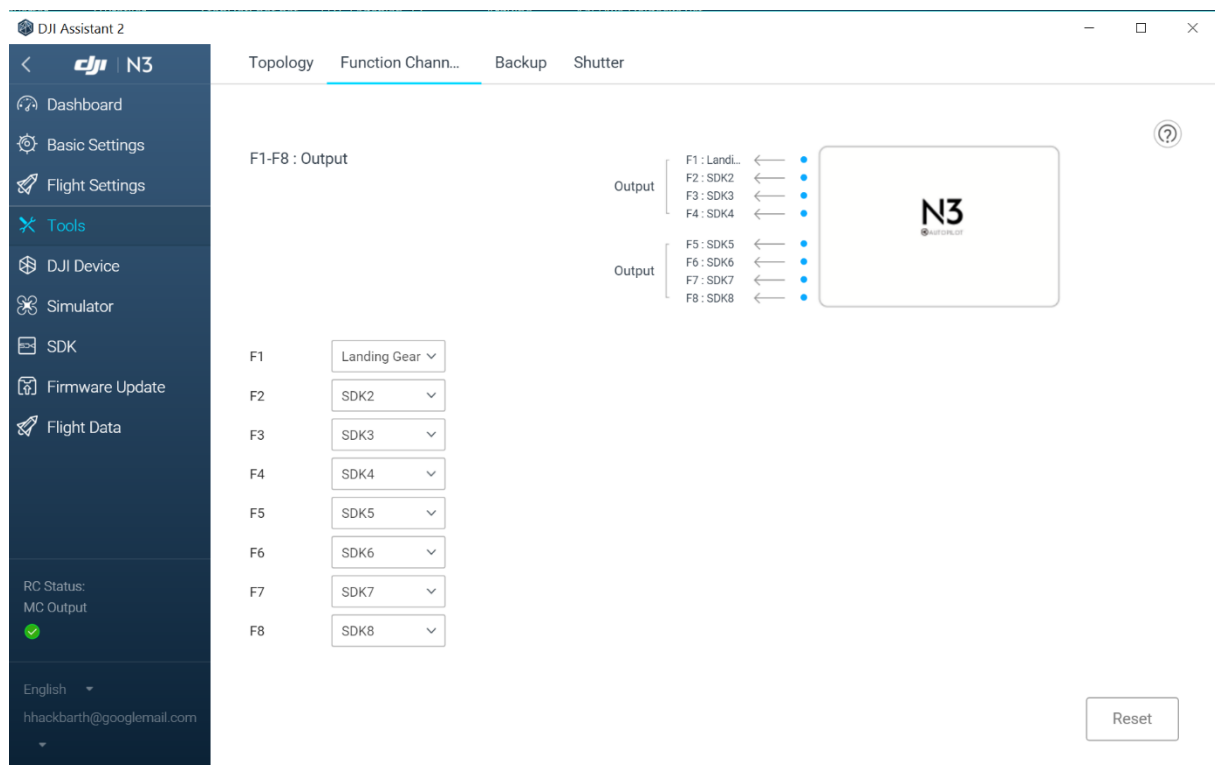 DJI Assistant 2
dji N3
Topology Function Chann... Backup Shutter
Dashboard
Basic Settings
Flight Settings
Tools
DJI Device
Simulator
SDK
Firmware Update
Flight Data
RC Status:
MC Output
English
hhackbarth@googlemail.com
F1-F8 : Output
Output
F1 : Landi...
F2 : SDK2
F3 : SDK3
F4 : SDK4
Output
F5 : SDK5
F6 : SDK6
F7 : SDK7
F8 : SDK8
N3
AUTOPILOT
F1 Landing Gear
F2 SDK2
F3 SDK3
F4 SDK4
F5 SDK5
F6 SDK6
F7 SDK7
F8 SDK8
Reset